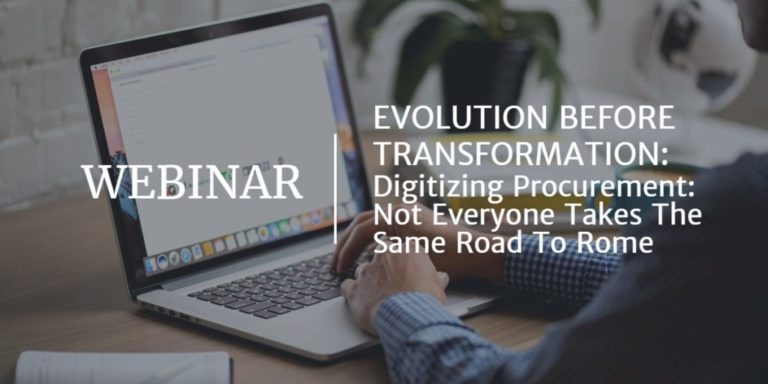 WEBINAR
EVOLUTION BEFORE
TRANSFORMATION:
Digitizing Procurement:
Not Everyone Takes The
Same Road To Rome